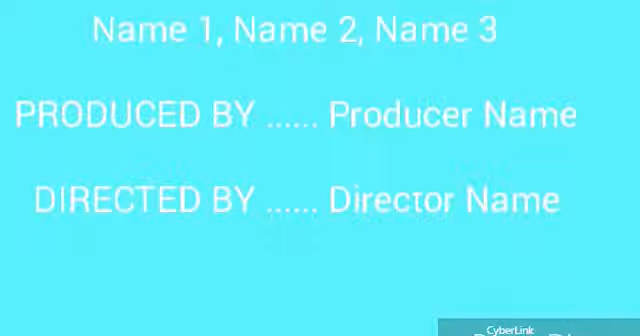 Name 1, Name 2, Name 3
PRODUCED BY ...... Producer Name
DIRECTED BY ...... Director Name
CyberLink